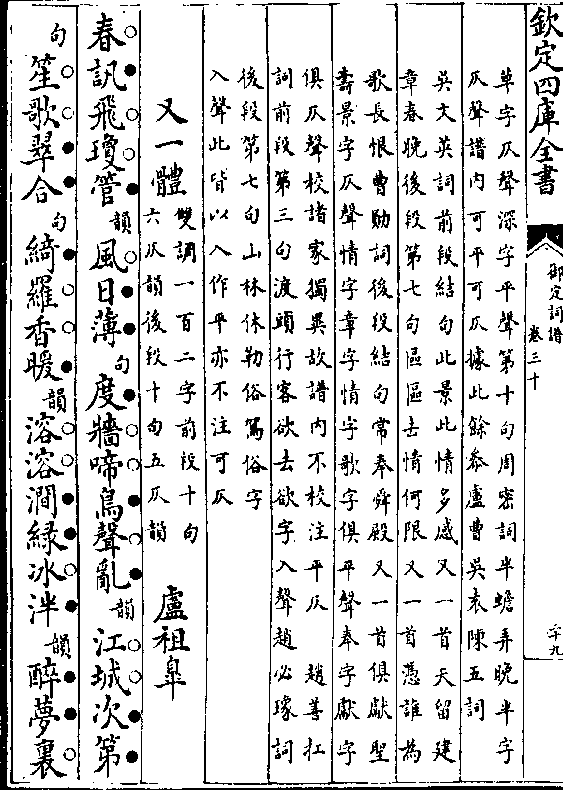 欽定四庫全書
御定詞譜
卷三十
二十九
草字仄聲深字平聲第十句周密詞半蟾弄晚半字
仄聲譜内可平可仄據此餘参盧曹吳袁陳五詞
吳文英詞前段結句此景此情多感又一首天留建
章春晩後段第七句區區去情何限又一首憑誰為
歌長恨曹勛詞後段結句常奉舜殿又一首俱獻聖
壽景字仄聲情字章字情字歌字俱平聲奉字獻字
俱仄聲校諸家獨異故譜内不校注平仄 趙善扛
詞前段第三句渡頭行客欲去欲字入聲趙必𤩪詞
後段第七句山林休勒俗駕俗字
入聲此皆以入作平亦不注可仄
又一體
雙調一百二字前段十句
六仄韻後段十句五仄韻
盧祖臯
春訊飛瓊管韻風日薄句度牆啼鳥聲亂韻江城次第
句笙歌翠合句綺羅香暖韻溶溶澗緑冰泮韻醉夢裏